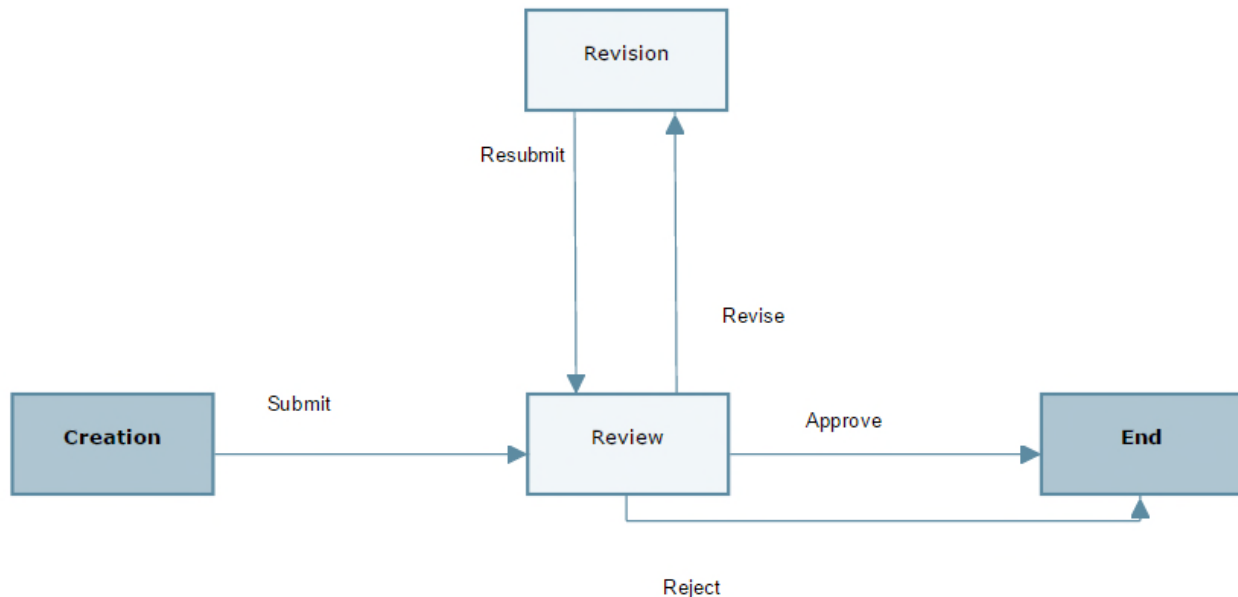 Revision
Resubmit
Revise
Submit
Creation
Review
Approve
End
Reject